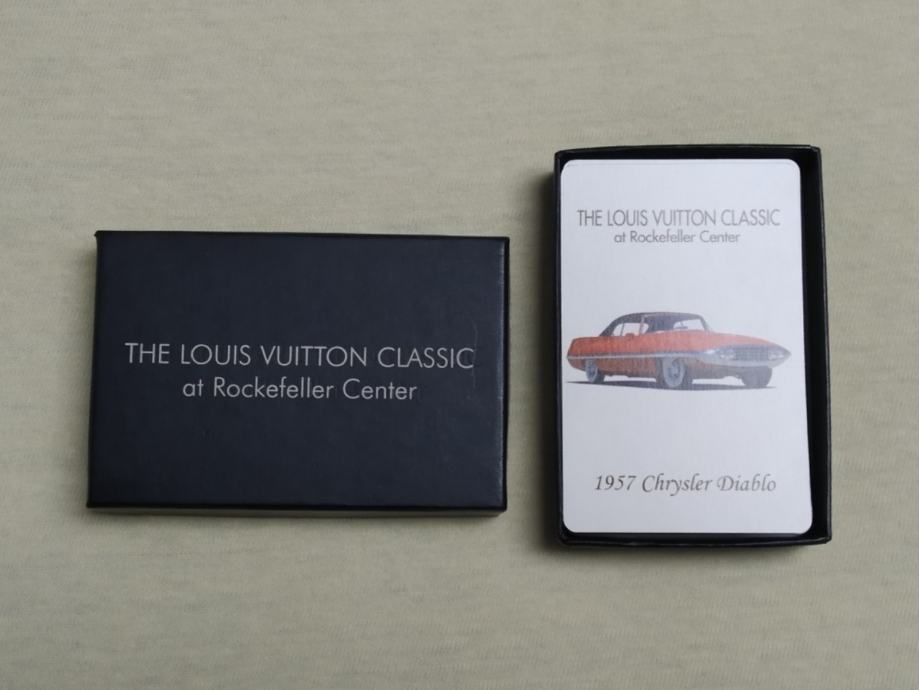 THE LOUIS VUITTON CLASSIC
at Rockefeller Center
THE LOUIS VUITTON CLASSIC
at Rockefeller Center
1957 Chrysler Diablo